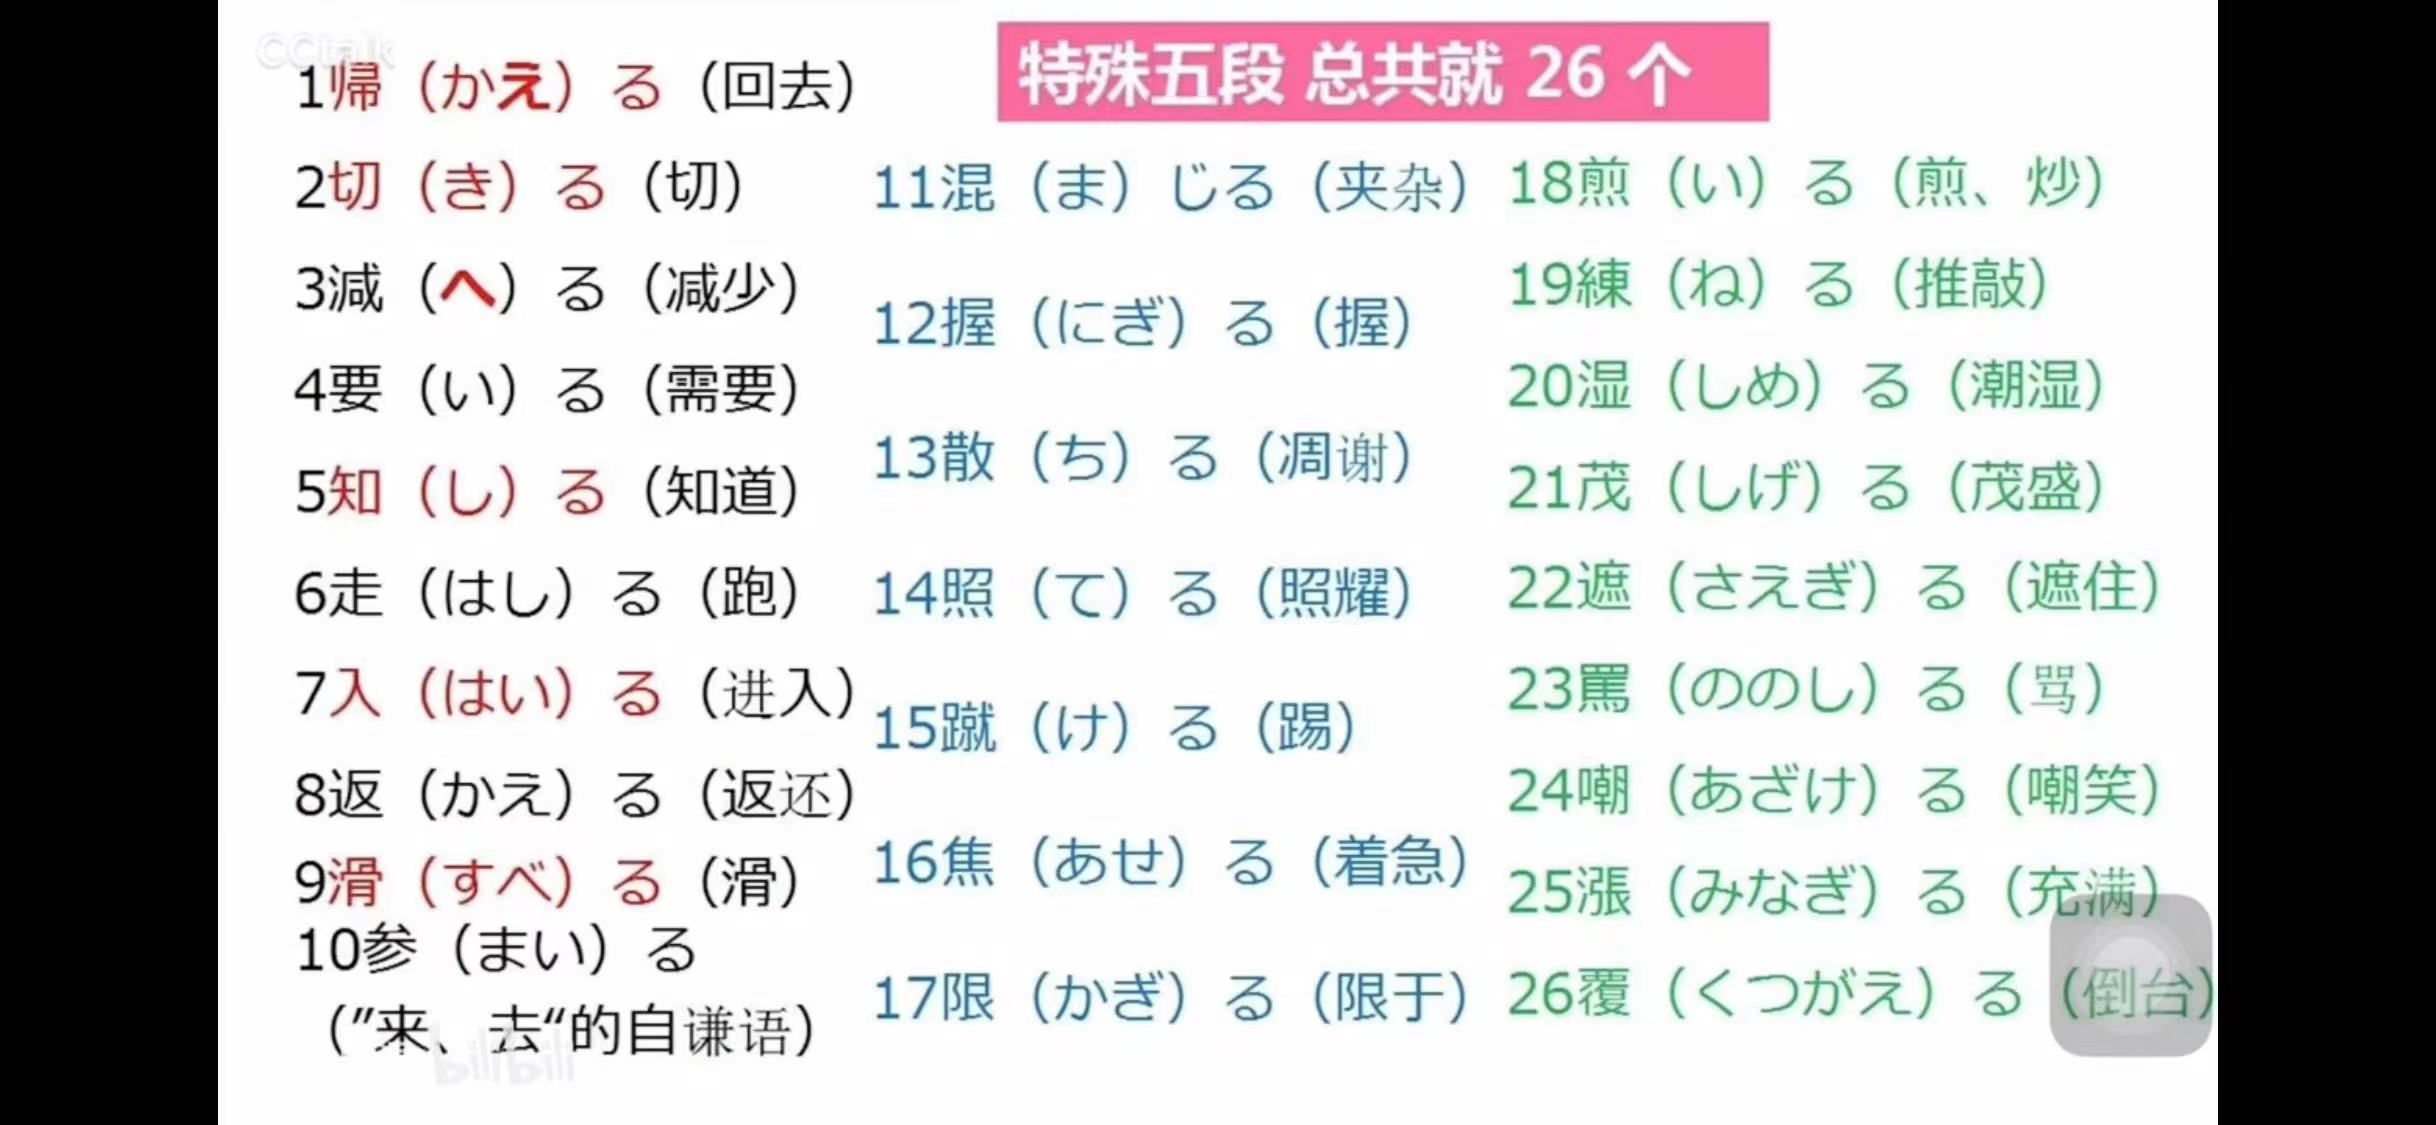 CCtalk
特殊五段 总共就 26 个
1帰（かえ）る（回去）
2切（き）る（切）
3減（へ）る（减少）
4要（い）る（需要）
5知（し）る（知道）
6走（はし）る（跑）
7入（はい）る（进入）
8返（かえ）る（返还）
9滑（すべ）る（滑）
10参（まい）る
（”来、去“的自谦语）
bilibili
11混（ま）じる（夹杂）
12握（にぎ）る（握）
13散（ち）る（凋谢）
14照（て）る（照耀）
15蹴（け）る（踢）
16焦（あせ）る（着急）
17限（かぎ）る（限于）
18煎（い）る（煎、炒）
19練（ね）る（推敲）
20湿（しめ）る（潮湿）
21茂（しげ）る（茂盛）
22遮（さえぎ）る（遮住）
23罵（ののし）る（骂）
24嘲（あざけ）る（嘲笑）
25漲（みなぎ）る（充满）
26覆（くつがえ）る（倒台）